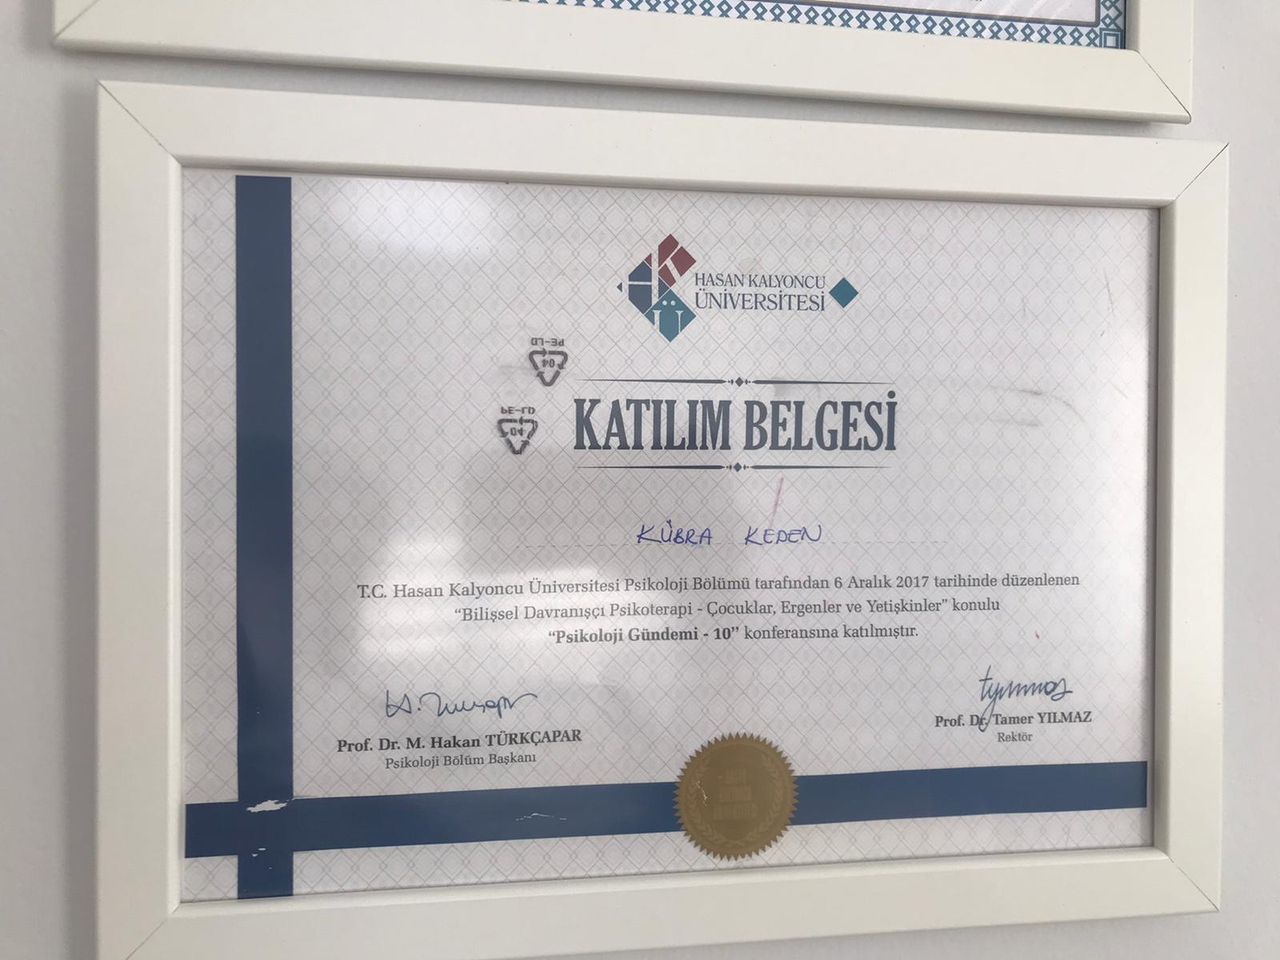 HASAN KALYONCU
ÜNİVERSİTESİ
PE-LD
04
PE-LD
04
KATILIM BELGESİ
KÜBRA KEDEN
T.C. Hasan Kalyoncu Üniversitesi Psikoloji Bölümü tarafından 6 Aralık 2017 tarihinde düzenlenen
“Bilişsel Davranışçı Psikoterapi - Çocuklar, Ergenler ve Yetişkinler” konulu
“Psikoloji Gündemi - 10” konferansına katılmıştır.
Prof. Dr. M. Hakan TÜRKÇAPAR
Psikoloji Bölüm Başkanı
Prof. Dr. Tamer YILMAZ
Rektör